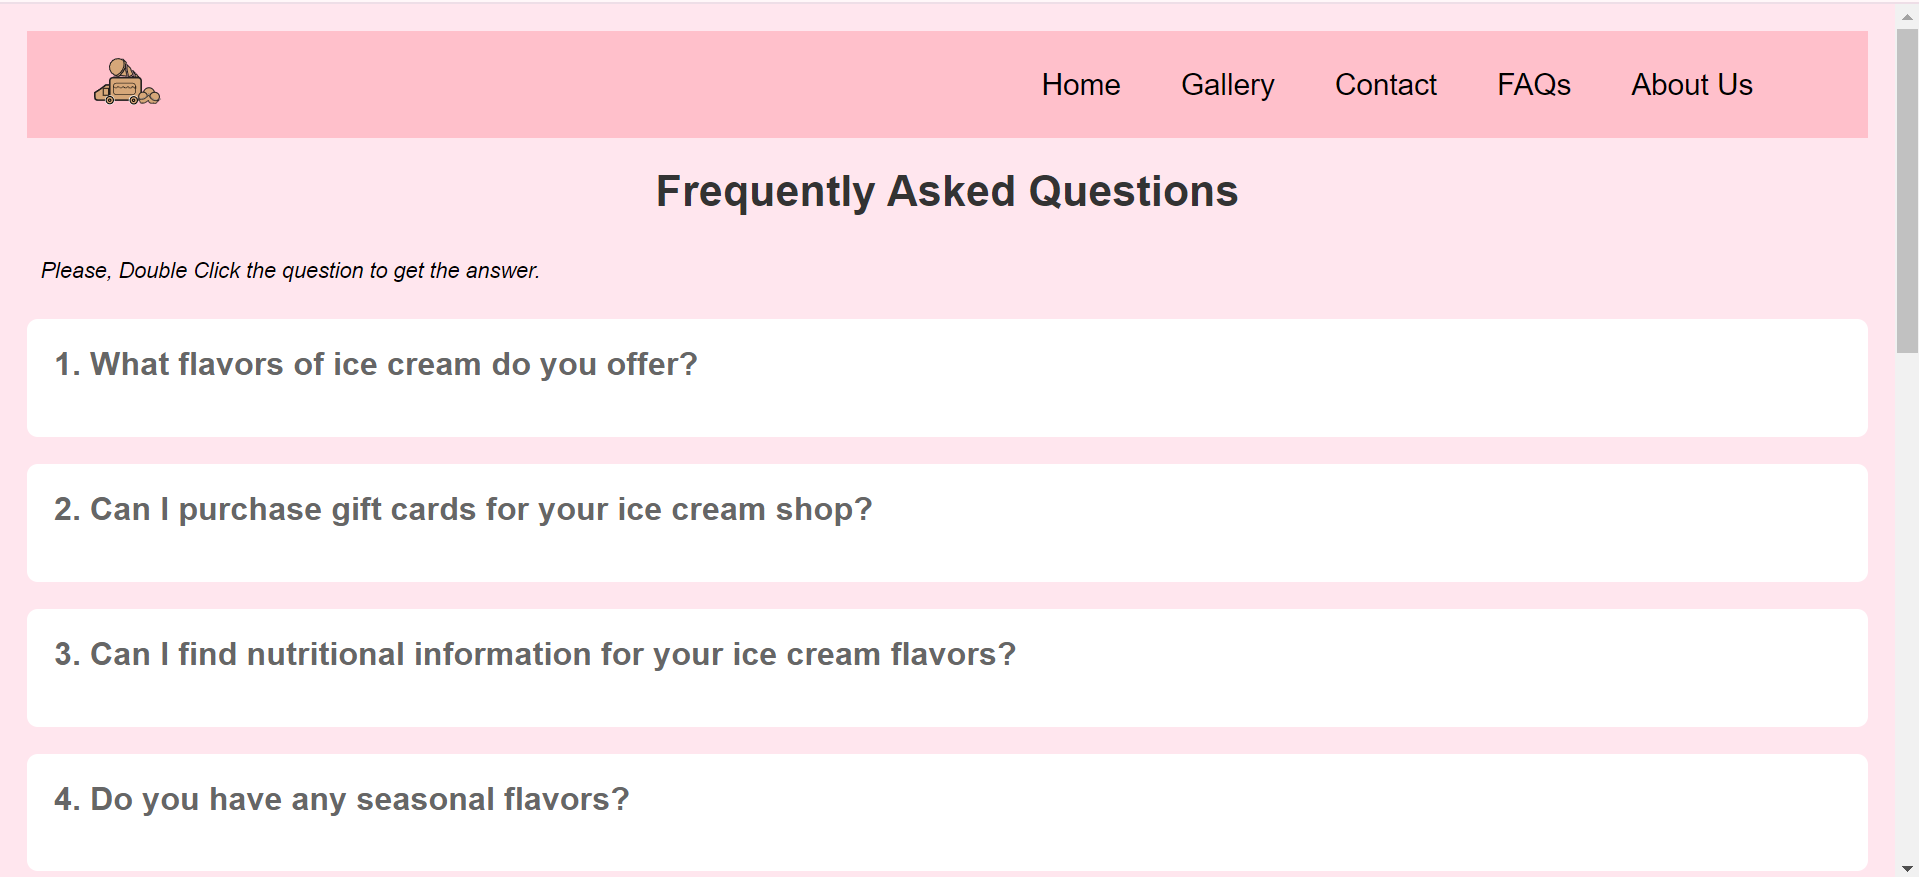 Home Gallery Contact FAQs About Us
Frequently Asked Questions
Please, Double Click the question to get the answer.
1. What flavors of ice cream do you offer?
2. Can I purchase gift cards for your ice cream shop?
3. Can I find nutritional information for your ice cream flavors?
4. Do you have any seasonal flavors?